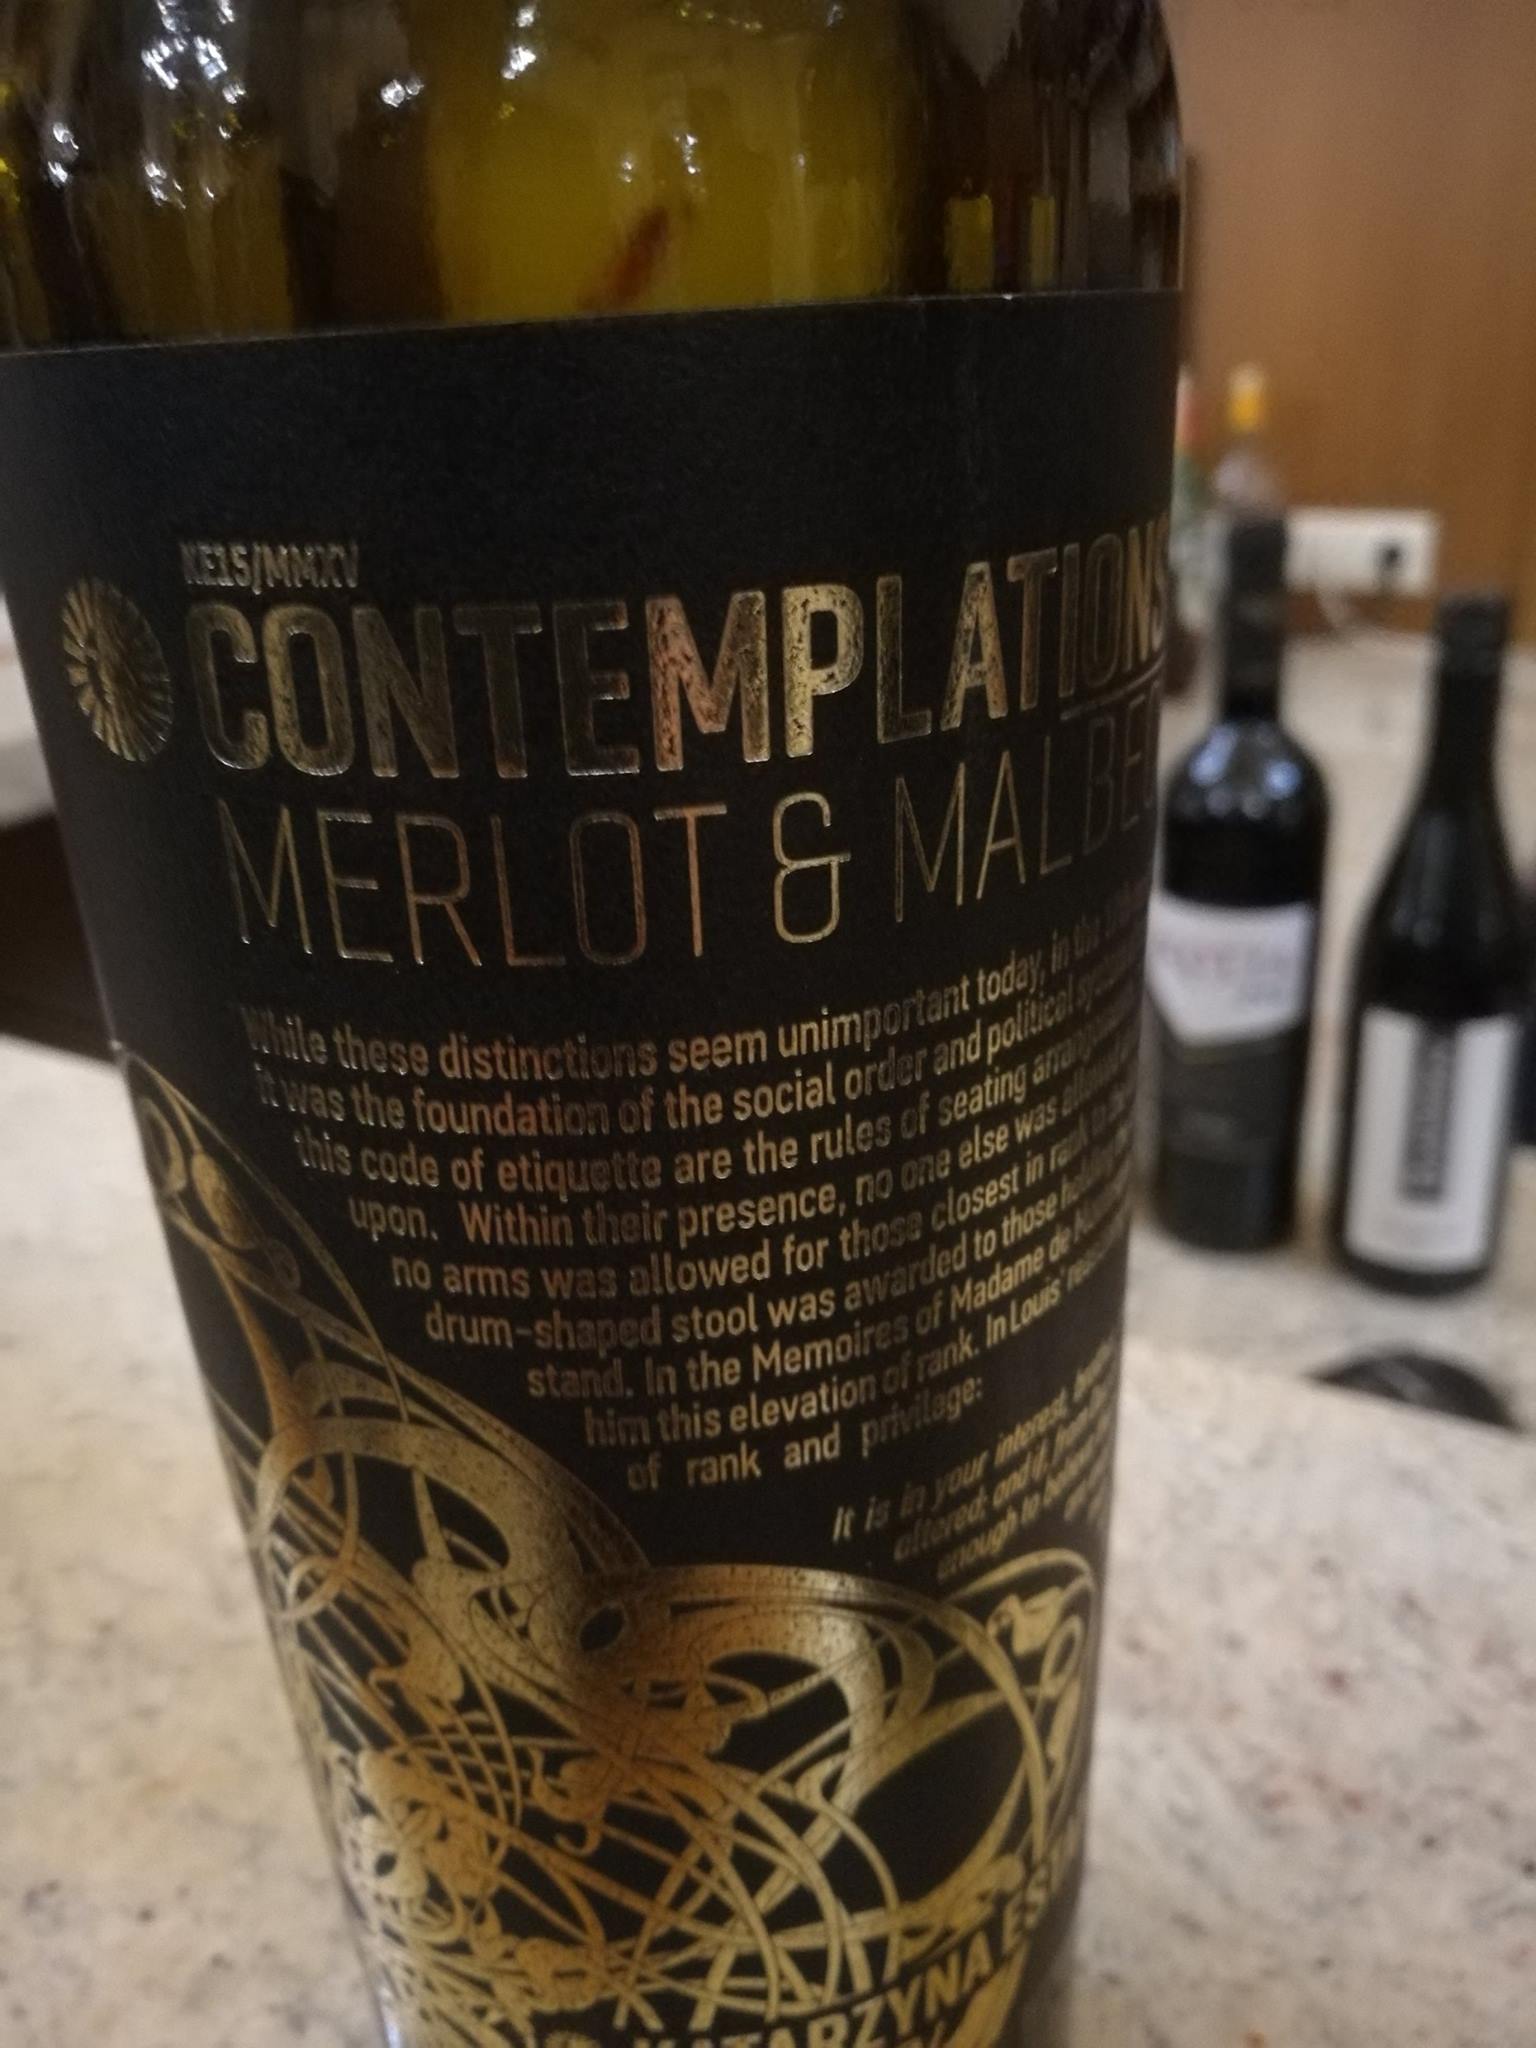 KE15/MMXV
CONTEMPLATIONS
MERLOT & MALBEC
While these distinctions seem unimportant today, in the
it was the foundation of the social order and political
this code of etiquette are the rules of seating
upon. Within their presence, no one else was
no arms was allowed for those closest in rank
drum-shaped stool was awarded to those
stand. In the Memoires of Madame de
him this elevation of rank. In Louis'
of rank and privilege:
It is in your interest,
altered; and if,
enough to
KATARZYNA